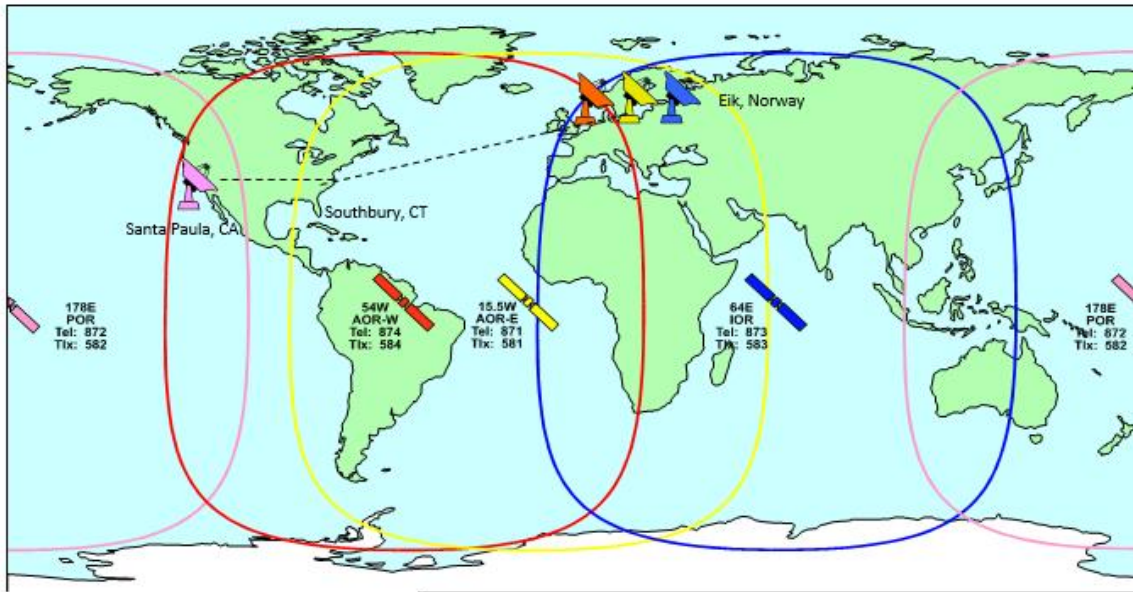 Eik, Norway
Southbury, CT
Santa Paula, CA
178E
POR
Tel: 872
Tlx: 582
54W
AOR-W
Tel: 874
Tlx: 584
15.5W
AOR-E
Tel: 871
Tlx: 581
64E
IOR
Tel: 873
Tlx: 583
178E
POR
Tel: 872
Tlx: 582